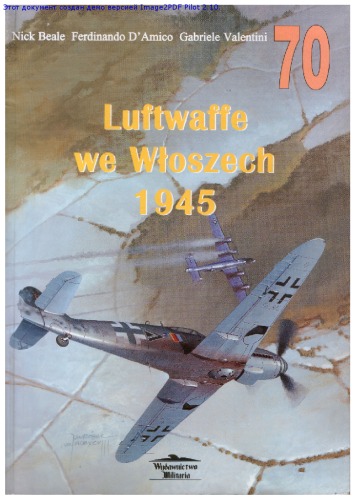 Этот документ создан демо версией Image2PDF Pilot 2.10.
Nick Beale Ferdinando D'Amico Gabriele Valentini
70
Luftwaffe
we Włoszech
1945
Wydawnictwo
Militaria